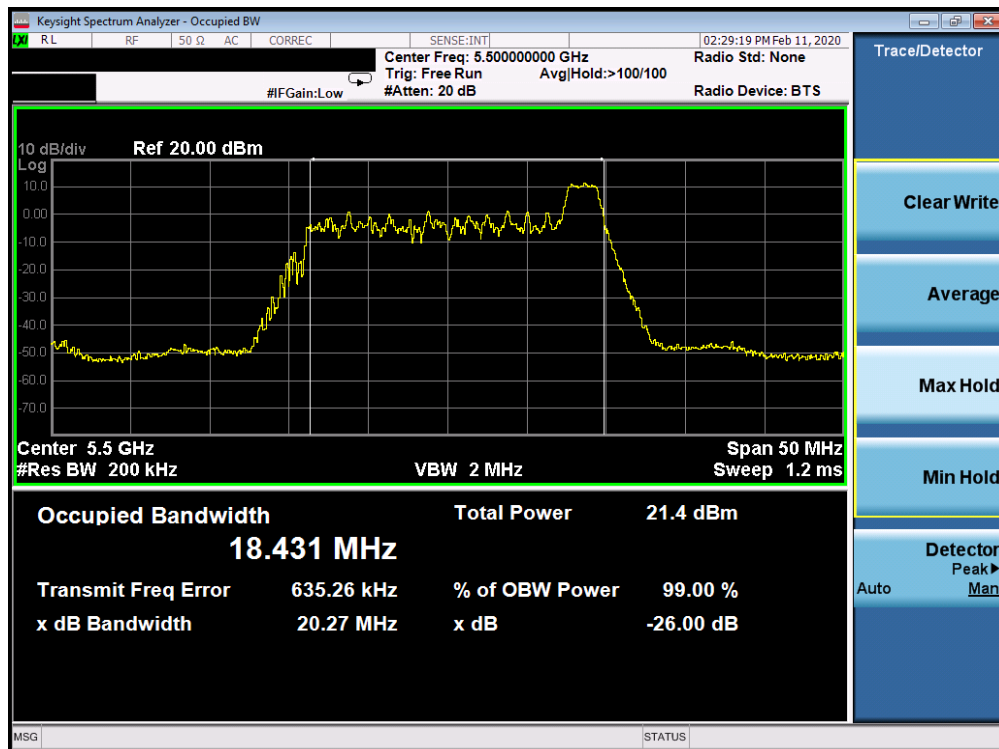 Keysight Spectrum Analyzer - Occupied BW
LXI RL RF 50 Ω AC CORREC SENSE:INT 02:29:19 PM Feb 11, 2020
Center Freq: 5.500000000 GHz Radio Std: None
Trig: Free Run Avg|Hold:>100/100
#IFGain:Low #Atten: 20 dB Radio Device: BTS
10 dB/div Ref 20.00 dBm
Log
10.0
0.00
-10.0
-20.0
-30.0
-40.0
-50.0
-60.0
-70.0
Center 5.5 GHz Span 50 MHz
#Res BW 200 kHz VBW 2 MHz Sweep 1.2 ms
Occupied Bandwidth Total Power 21.4 dBm
18.431 MHz
Transmit Freq Error 635.26 kHz % of OBW Power 99.00 %
x dB Bandwidth 20.27 MHz x dB -26.00 dB
MSG STATUS
Trace/Detector
Clear Write
Average
Max Hold
Min Hold
Detector
Peak▶
Auto Man